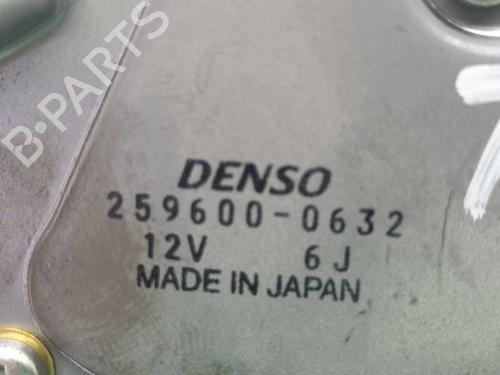 B-PARTS
DENSO
259600-0632
12V 6J
MADE IN JAPAN